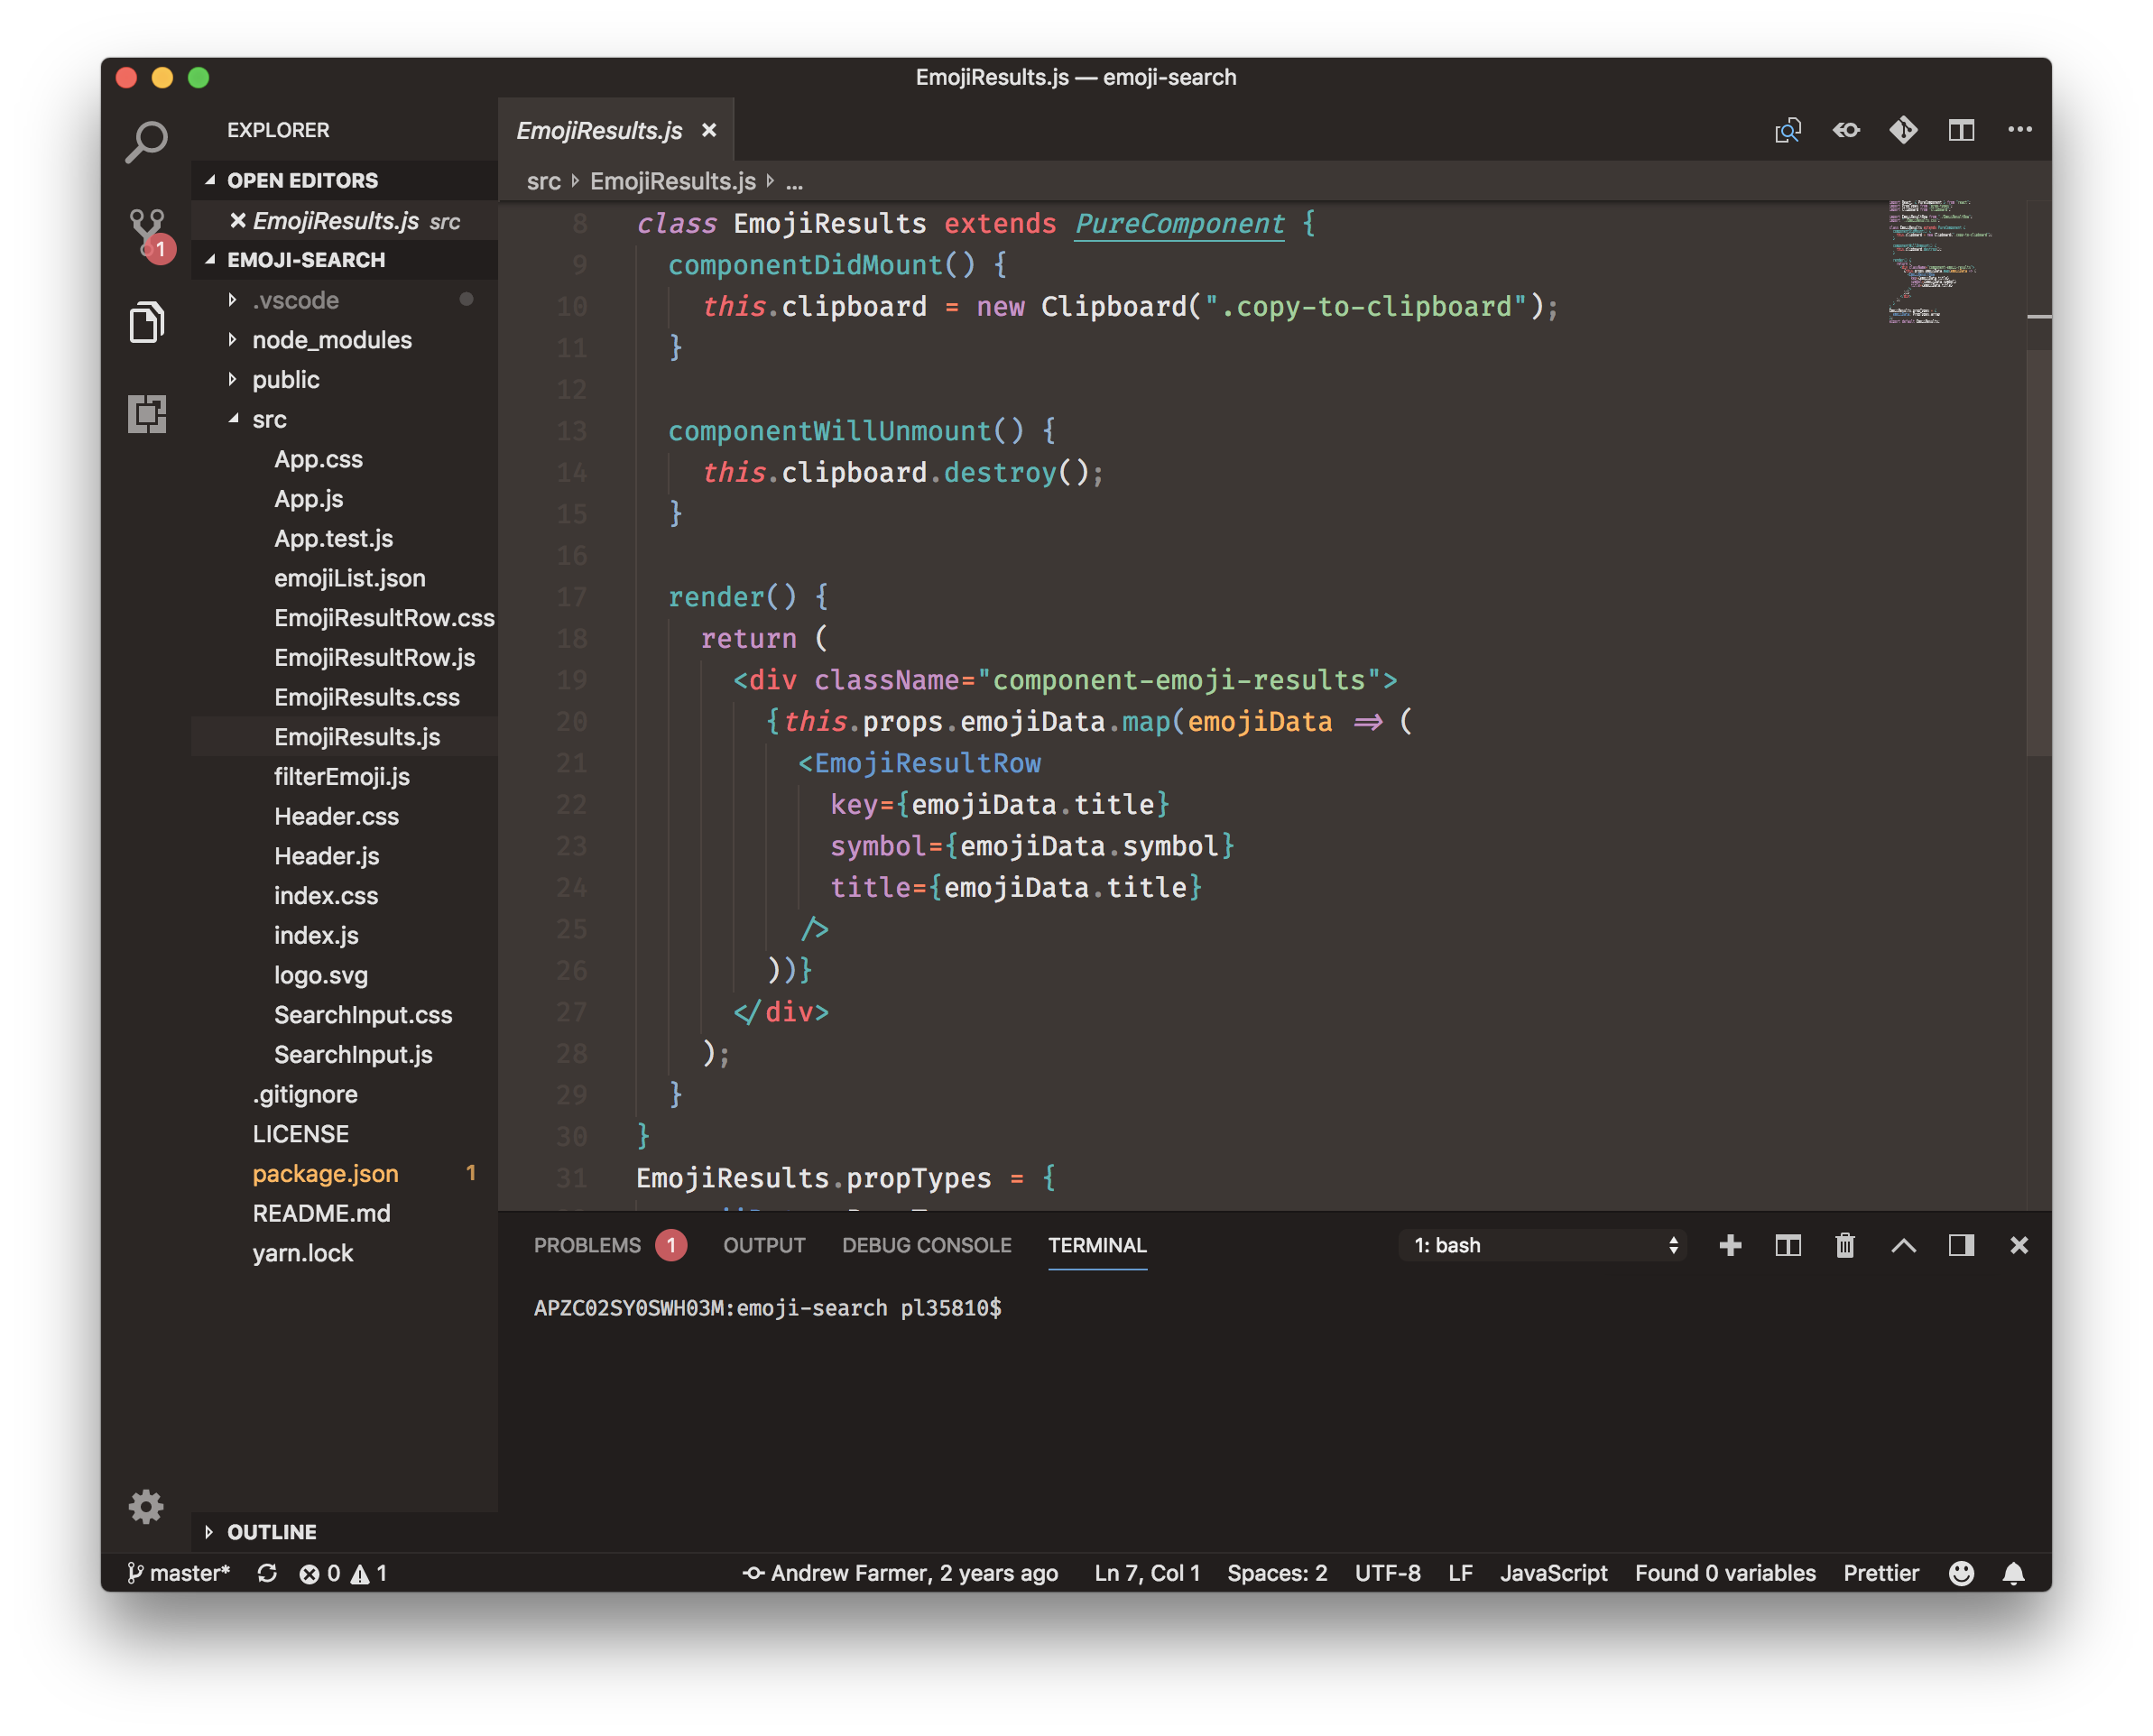 EmojiResults.js — emoji-search
EXPLORER
OPEN EDITORS
EmojiResults.js src
EMOJI-SEARCH
.vscode
node_modules
public
src
App.css
App.js
App.test.js
emojiList.json
EmojiResultRow.css
EmojiResultRow.js
EmojiResults.css
EmojiResults.js
filterEmoji.js
Header.css
Header.js
index.css
index.js
logo.svg
SearchInput.css
SearchInput.js
.gitignore
LICENSE
package.json 1
README.md
yarn.lock
OUTLINE
1
EmojiResults.js
src EmojiResults.js ...
8 class EmojiResults extends PureComponent {
9 componentDidMount() {
10 this.clipboard = new Clipboard(".copy-to-clipboard");
11 }
12
13 componentWillUnmount() {
14 this.clipboard.destroy();
15 }
16
17 render() {
18 return (
19 <div className="component-emoji-results">
20 {this.props.emojiData.map(emojiData => (
21 <EmojiResultRow
22 key={emojiData.title}
23 symbol={emojiData.symbol}
24 title={emojiData.title}
25 />
26 ))}
27 </div>
28 );
29 }
30 }
31 EmojiResults.propTypes = {
PROBLEMS 1 OUTPUT DEBUG CONSOLE TERMINAL 1: bash
APZC02SY0SWH03M:emoji-search pl35810$
master* 0 1 Andrew Farmer, 2 years ago Ln 7, Col 1 Spaces: 2 UTF-8 LF JavaScript Found 0 variables Prettier